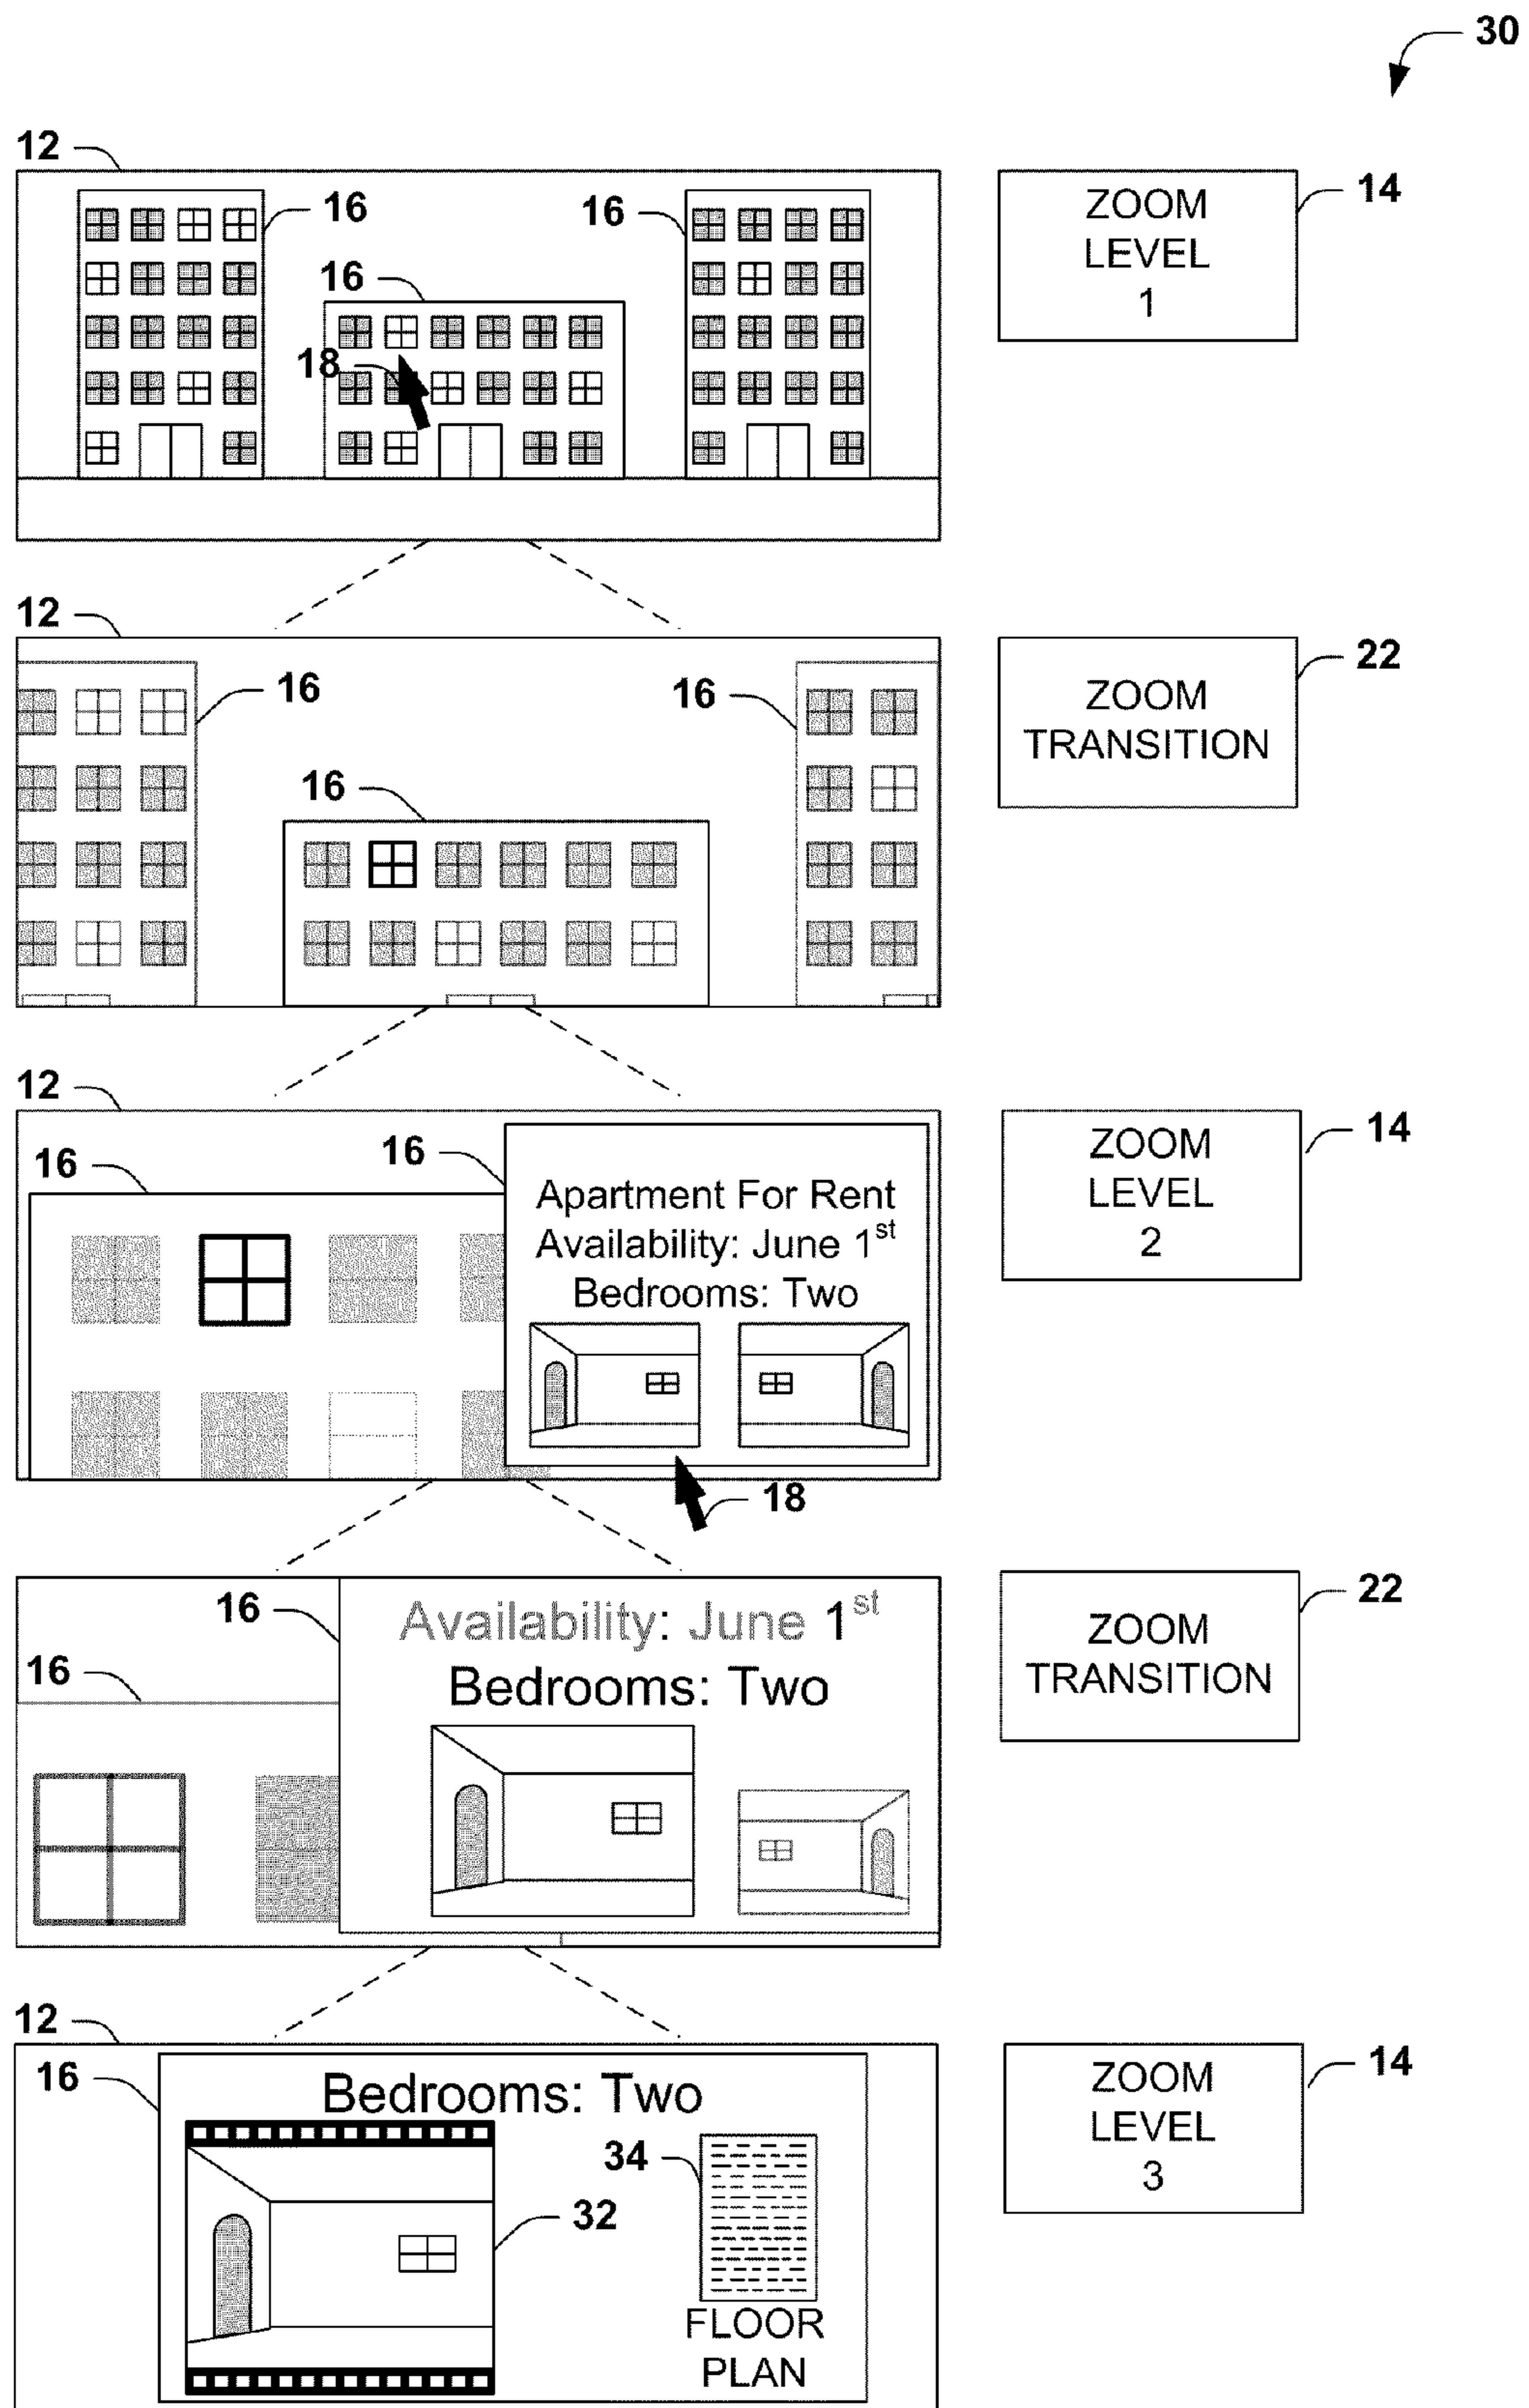 30
12
16
16
16
18
ZOOM
LEVEL
1
14
12
16
16
16
ZOOM
TRANSITION
22
12
16
16
Apartment For Rent
Availability: June 1st
Bedrooms: Two
18
ZOOM
LEVEL
2
14
16
16
Availability: June 1st
Bedrooms: Two
ZOOM
TRANSITION
22
12
16
Bedrooms: Two
32
34
FLOOR
PLAN
ZOOM
LEVEL
3
14